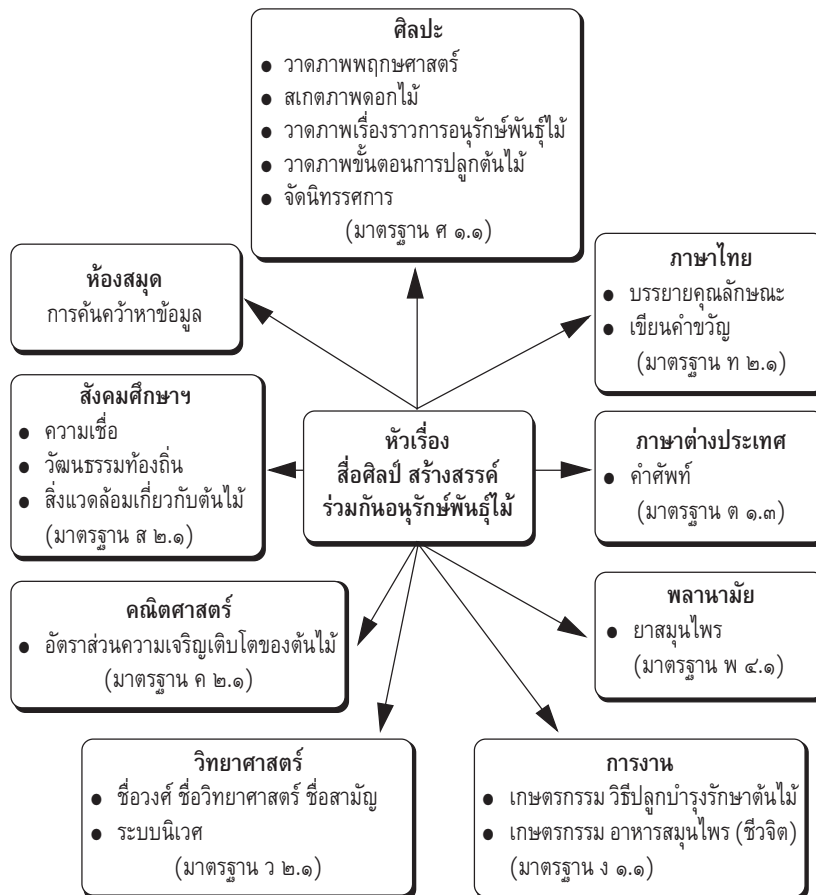 ศิลปะ
● วาดภาพพฤกษศาสตร์
● สเกตภาพดอกไม้
● วาดภาพเรื่องราวการอนุรักษ์พันธุ์ไม้
● วาดภาพขั้นตอนการปลูกต้นไม้
● จัดนิทรรศการ
(มาตรฐาน ศ ๑.๑)
ห้องสมุด
การค้นคว้าหาข้อมูล
ภาษาไทย
● บรรยายคุณลักษณะ
● เขียนคำขวัญ
(มาตรฐาน ท ๒.๑)
สังคมศึกษาฯ
● ความเชื่อ
● วัฒนธรรมท้องถิ่น
● สิ่งแวดล้อมเกี่ยวกับต้นไม้
(มาตรฐาน ส ๒.๑)
หัวเรื่อง
สื่อศิลป์ สร้างสรรค์
ร่วมกันอนุรักษ์พันธุ์ไม้
ภาษาต่างประเทศ
● คำศัพท์
(มาตรฐาน ต ๑.๓)
คณิตศาสตร์
● อัตราส่วนความเจริญเติบโตของต้นไม้
(มาตรฐาน ค ๒.๑)
พลานามัย
● ยาสมุนไพร
(มาตรฐาน พ ๔.๑)
วิทยาศาสตร์
● ชื่อวงศ์ ชื่อวิทยาศาสตร์ ชื่อสามัญ
● ระบบนิเวศ
(มาตรฐาน ว ๒.๑)
การงาน
● เกษตรกรรม วิธีปลูกบำรุงรักษาต้นไม้
● เกษตรกรรม อาหารสมุนไพร (ชีวจิต)
(มาตรฐาน ง ๑.๑)